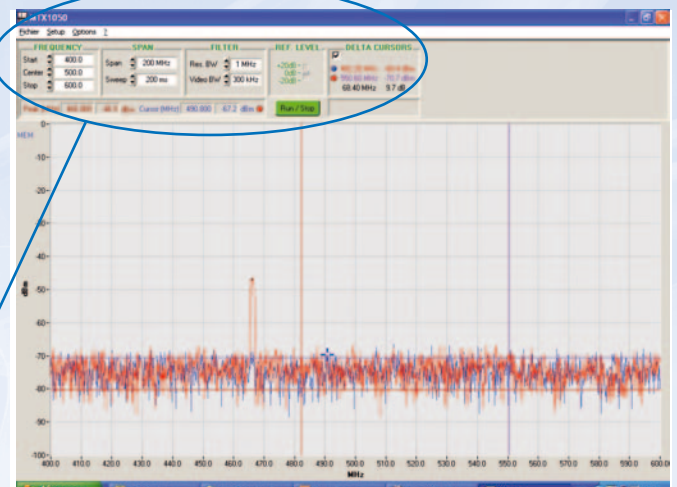 MTX1050
Fichier Setup Options ?
FREQUENCY SPAN FILTER REF. LEVEL DELTA CURSORS
Start 400.0 Span 200 MHz Res. BW 1 MHz +20dB
Center 500.0 Sweep 200 ms Video BW 300 kHz 0dB
Stop 600.0 -20dB 68.40 MHz 9.7 dB
Cursor (MHz) 490.800 -67.2 dBm Run / Stop
MEM
0
-10
-20
-30
-40
-50
-60
-70
-80
-90
-100
dBm
400.0 410.0 420.0 430.0 440.0 450.0 460.0 470.0 480.0 490.0 500.0 510.0 520.0 530.0 540.0 550.0 560.0 570.0 580.0 590.0 600.0
MHz